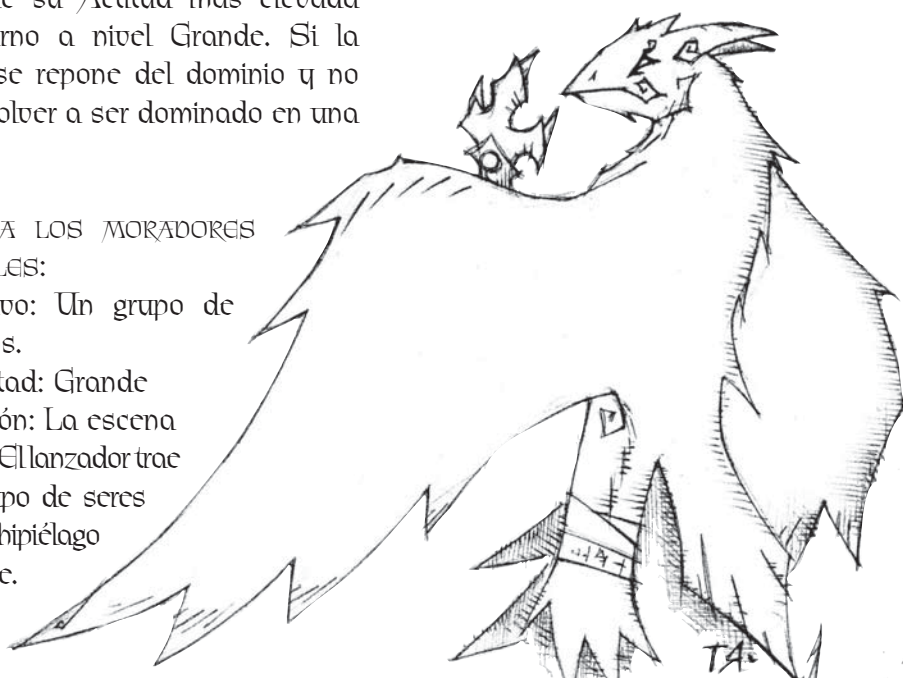 de su Actitud más elevada
erno a nivel Grande. Si la
se repone del dominio y no
olver a ser dominado en una
A LOS MORADORES
LES:
vo: Un grupo de
s.
tad: Grande
ón: La escena
El lanzador trae
po de seres
hipiélago
e.
TA.